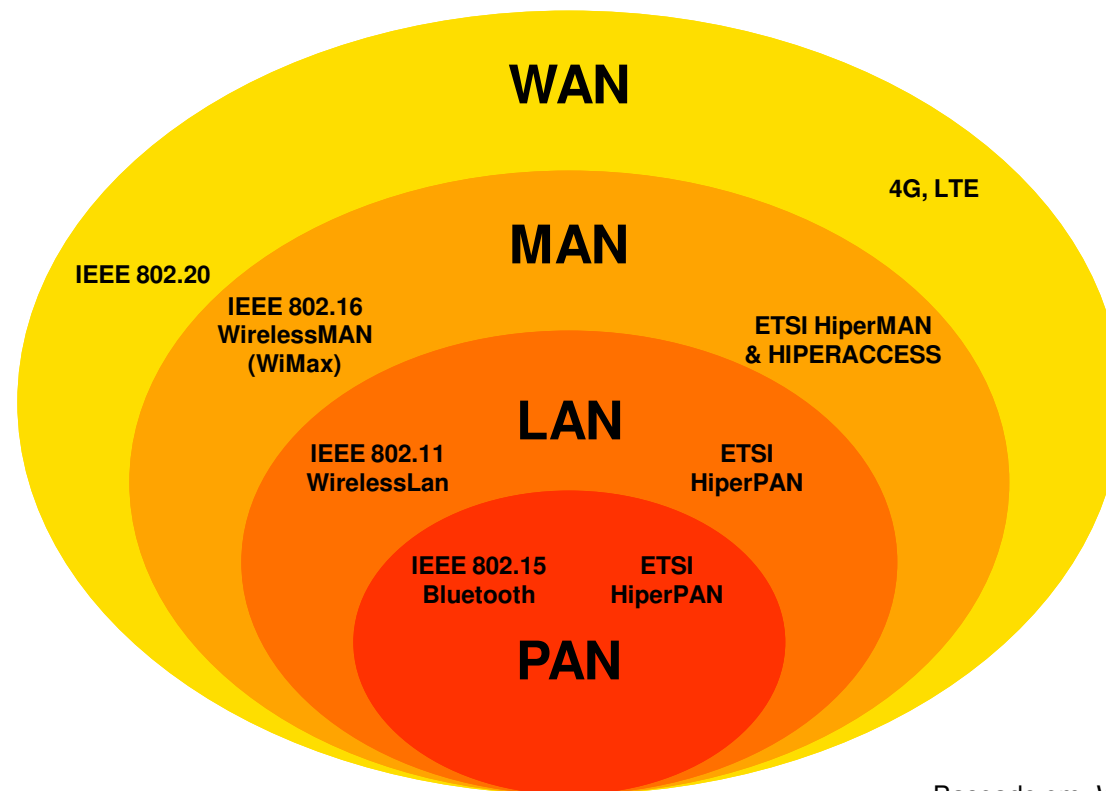 WAN
4G, LTE
MAN
IEEE 802.20
IEEE 802.16
WirelessMAN
(WiMax)
ETSI HiperMAN
& HIPERACCESS
LAN
IEEE 802.11
WirelessLan
ETSI
HiperPAN
IEEE 802.15
Bluetooth
ETSI
HiperPAN
PAN